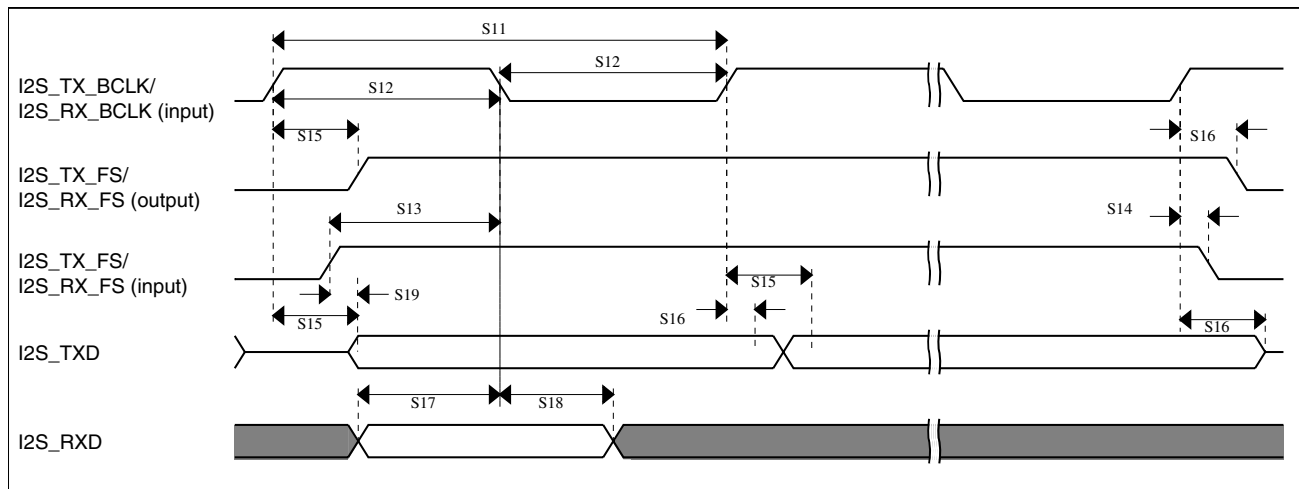 S11
I2S_TX_BCLK/
I2S_RX_BCLK (input)
S12
S12
S15
S16
I2S_TX_FS/
I2S_RX_FS (output)
S13
S14
I2S_TX_FS/
I2S_RX_FS (input)
S15
S19
S15
S16
S16
I2S_TXD
S17
S18
I2S_RXD